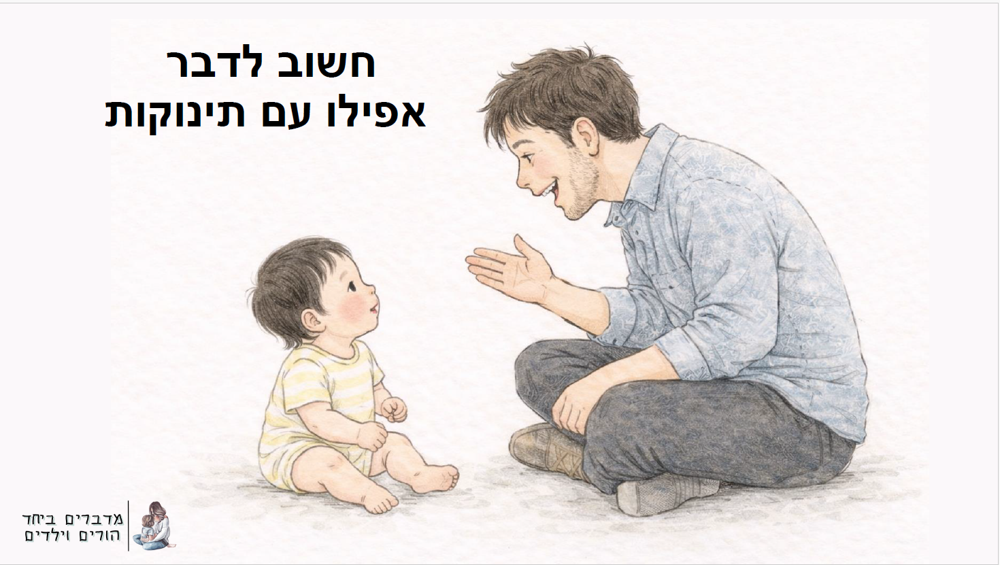 חשוב לדבר
אפילו עם תינוקות
מדברים ביחד
הורים וילדים